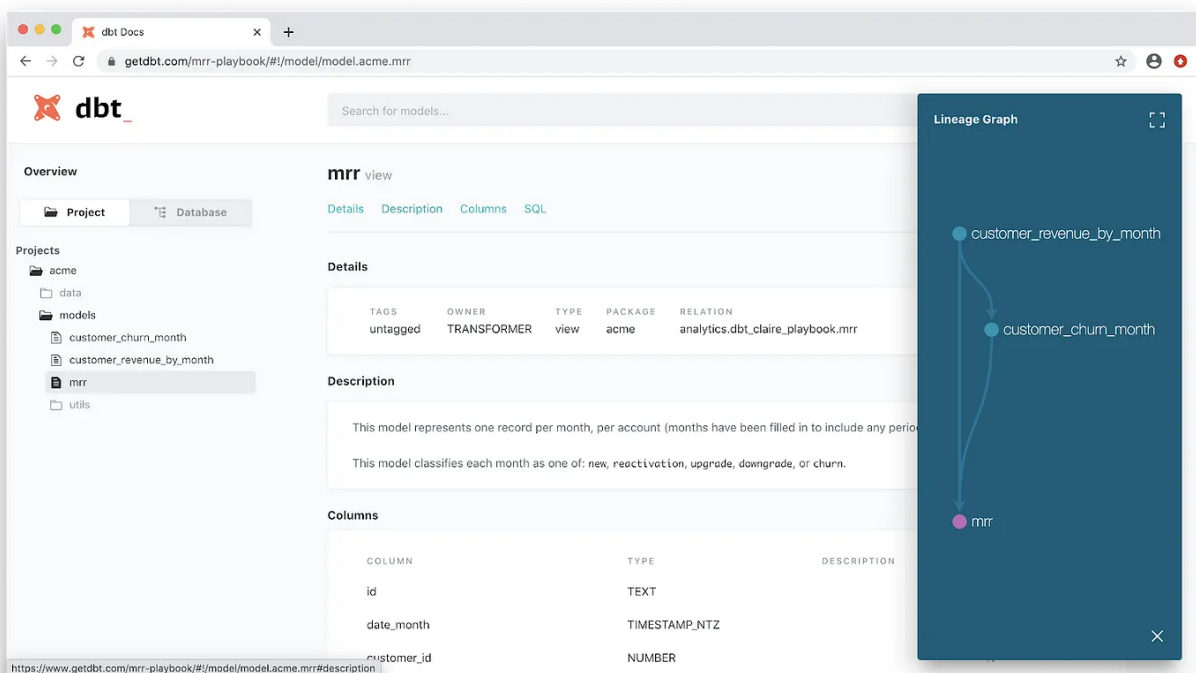 dbt Docs
getdbt.com/mrr-playbook/#!/model/model.acme.mrr
dbt_
Search for models...
Overview
Project
Database
Projects
acme
data
models
customer_churn_month
customer_revenue_by_month
mrr
utils
mrr view
Details Description Columns SQL
Details
TAGS OWNER TYPE PACKAGE RELATION
untagged TRANSFORMER view acme analytics.dbt_claire_playbook.mrr
Description
This model represents one record per month, per account (months have been filled in to include any perio
This model classifies each month as one of: new, reactivation, upgrade, downgrade, or churn.
Columns
COLUMN TYPE DESCRIPTION
id TEXT
date_month TIMESTAMP_NTZ
customer_id NUMBER
Lineage Graph
customer_revenue_by_month
customer_churn_month
mrr
https://www.getdbt.com/mrr-playbook/#!/model/model.acme.mrr#description